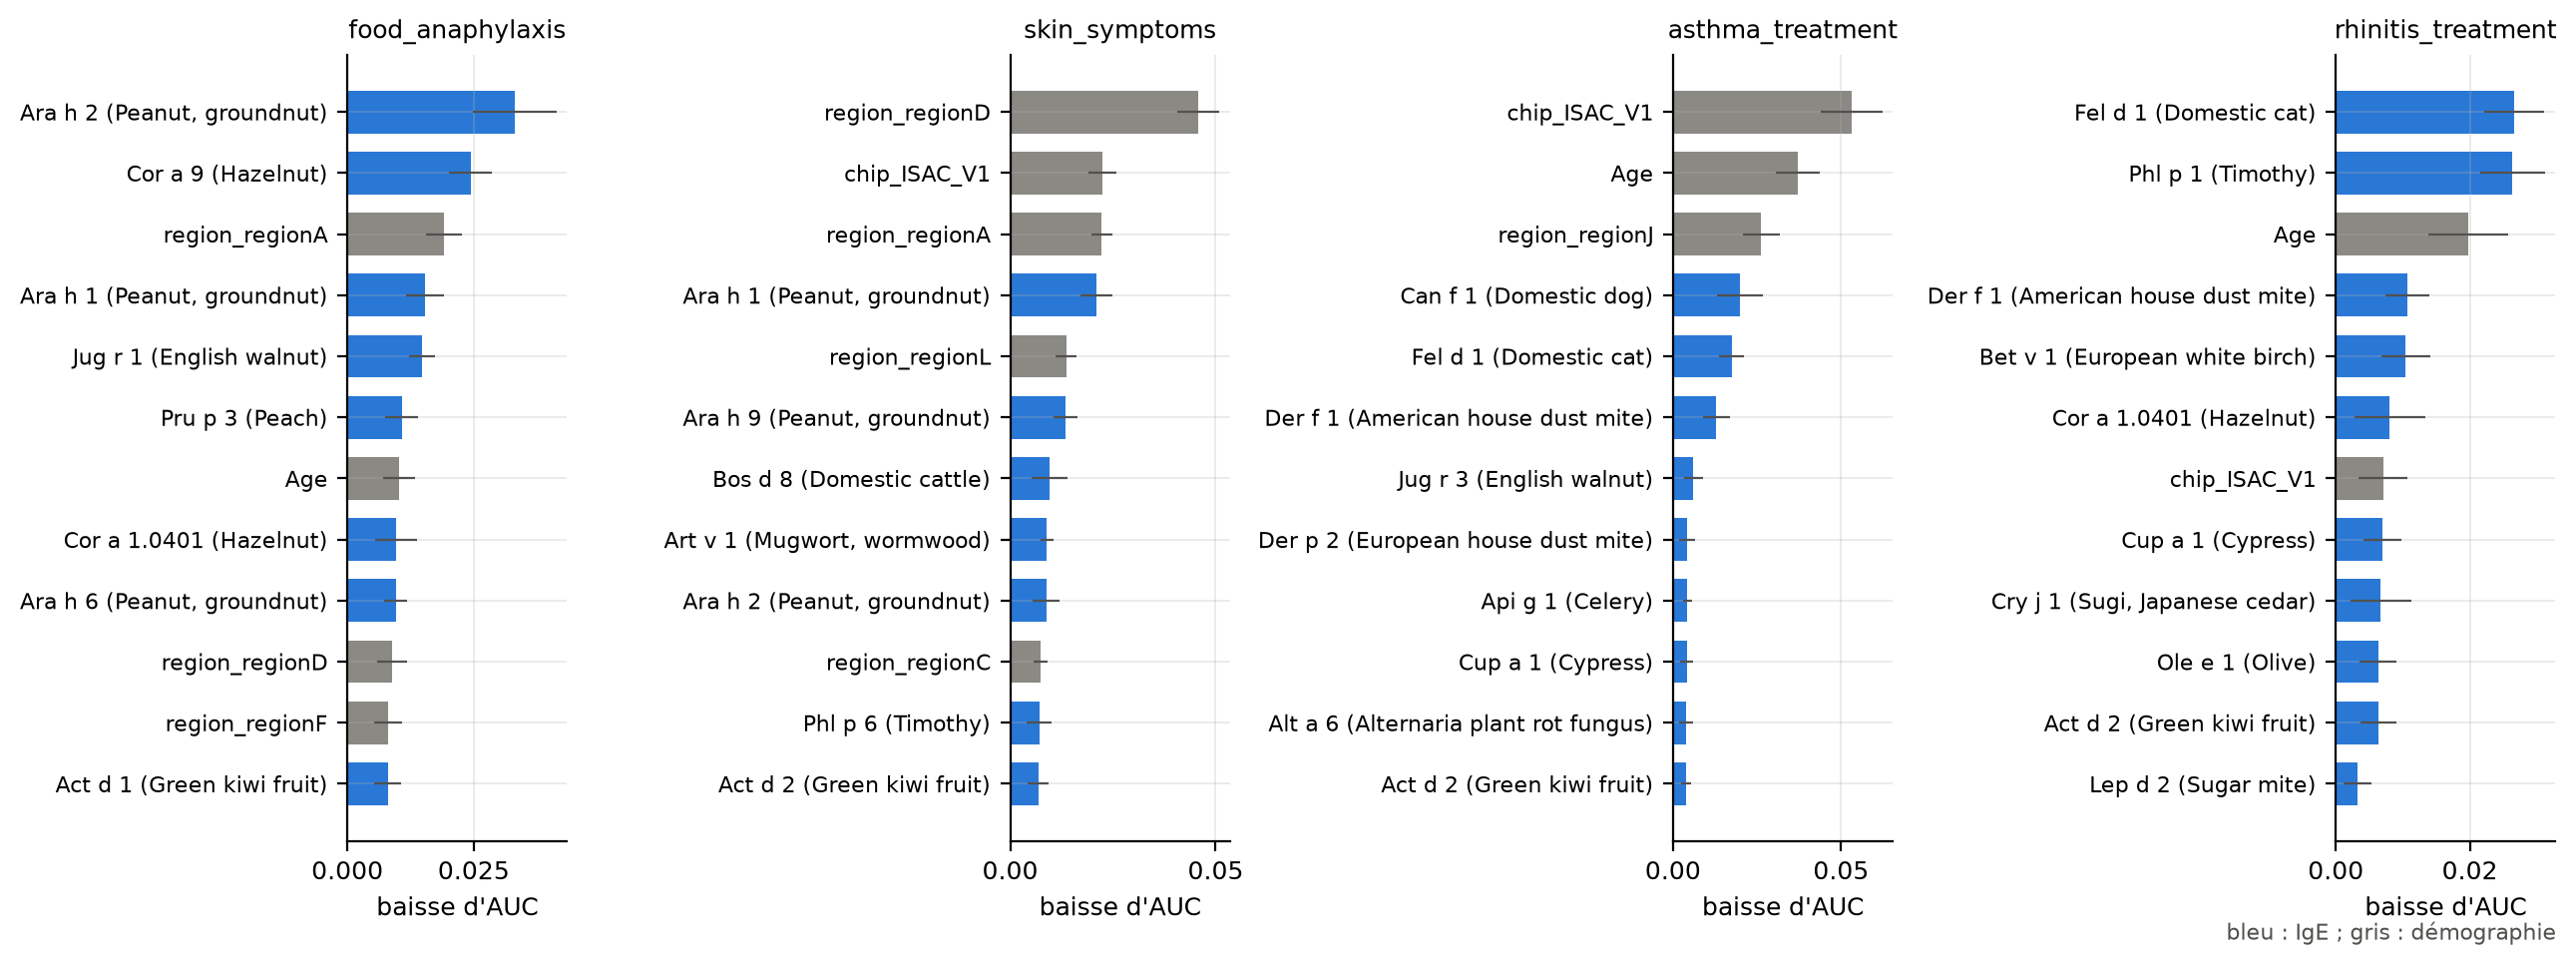 food_anaphylaxis
Ara h 2 (Peanut, groundnut)
Cor a 9 (Hazelnut)
region_regionA
Ara h 1 (Peanut, groundnut)
Jug r 1 (English walnut)
Pru p 3 (Peach)
Age
Cor a 1.0401 (Hazelnut)
Ara h 6 (Peanut, groundnut)
region_regionD
region_regionF
Act d 1 (Green kiwi fruit)
0.000 0.025
baisse d'AUC
skin_symptoms
region_regionD
chip_ISAC_V1
region_regionA
Ara h 1 (Peanut, groundnut)
region_regionL
Ara h 9 (Peanut, groundnut)
Bos d 8 (Domestic cattle)
Art v 1 (Mugwort, wormwood)
Ara h 2 (Peanut, groundnut)
region_regionC
Phl p 6 (Timothy)
Act d 2 (Green kiwi fruit)
0.00 0.05
baisse d'AUC
asthma_treatment
chip_ISAC_V1
Age
region_regionJ
Can f 1 (Domestic dog)
Fel d 1 (Domestic cat)
Der f 1 (American house dust mite)
Jug r 3 (English walnut)
Der p 2 (European house dust mite)
Api g 1 (Celery)
Cup a 1 (Cypress)
Alt a 6 (Alternaria plant rot fungus)
Act d 2 (Green kiwi fruit)
0.00 0.05
baisse d'AUC
rhinitis_treatment
Fel d 1 (Domestic cat)
Phl p 1 (Timothy)
Age
Der f 1 (American house dust mite)
Bet v 1 (European white birch)
Cor a 1.0401 (Hazelnut)
chip_ISAC_V1
Cup a 1 (Cypress)
Cry j 1 (Sugi, Japanese cedar)
Ole e 1 (Olive)
Act d 2 (Green kiwi fruit)
Lep d 2 (Sugar mite)
0.00 0.02
baisse d'AUC
bleu : IgE ; gris : démographie